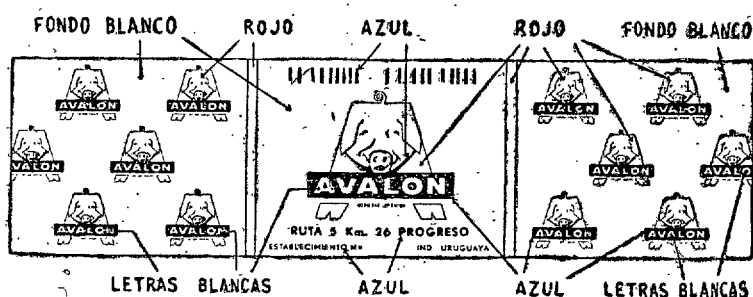 FONDO BLANCO ROJO AZUL ROJO FONDO BLANCO
AVALON AVALON AVALON AVALON
AVALON AVALON AVALON AVALON
AVALON
AVALON AVALON AVALON AVALON
RUTA 5 Km. 26 PROGRESO
ESTABLECIMIENTO Nº IND URUGUAYA
LETRAS BLANCAS AZUL AZUL LETRAS BLANCAS